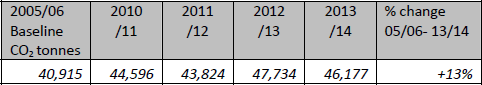 2005/06 2010 2011 2012 2013 % change
Baseline /11 /12 /13 /14 05/06- 13/14
CO₂ tonnes
40,915 44,596 43,824 47,734 46,177 +13%